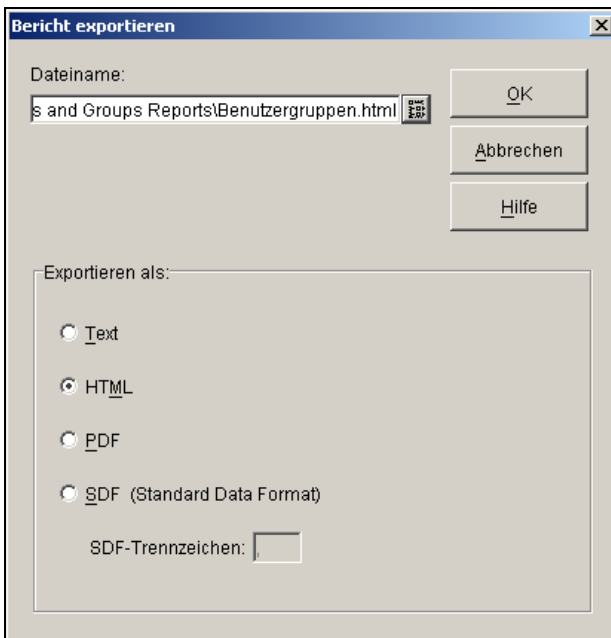 Bericht exportieren
Dateiname:
s and Groups Reports\Benutzergruppen.html
OK
Abbrechen
Hilfe
Exportieren als:
Text
HTML
PDF
SDF (Standard Data Format)
SDF-Trennzeichen: ,